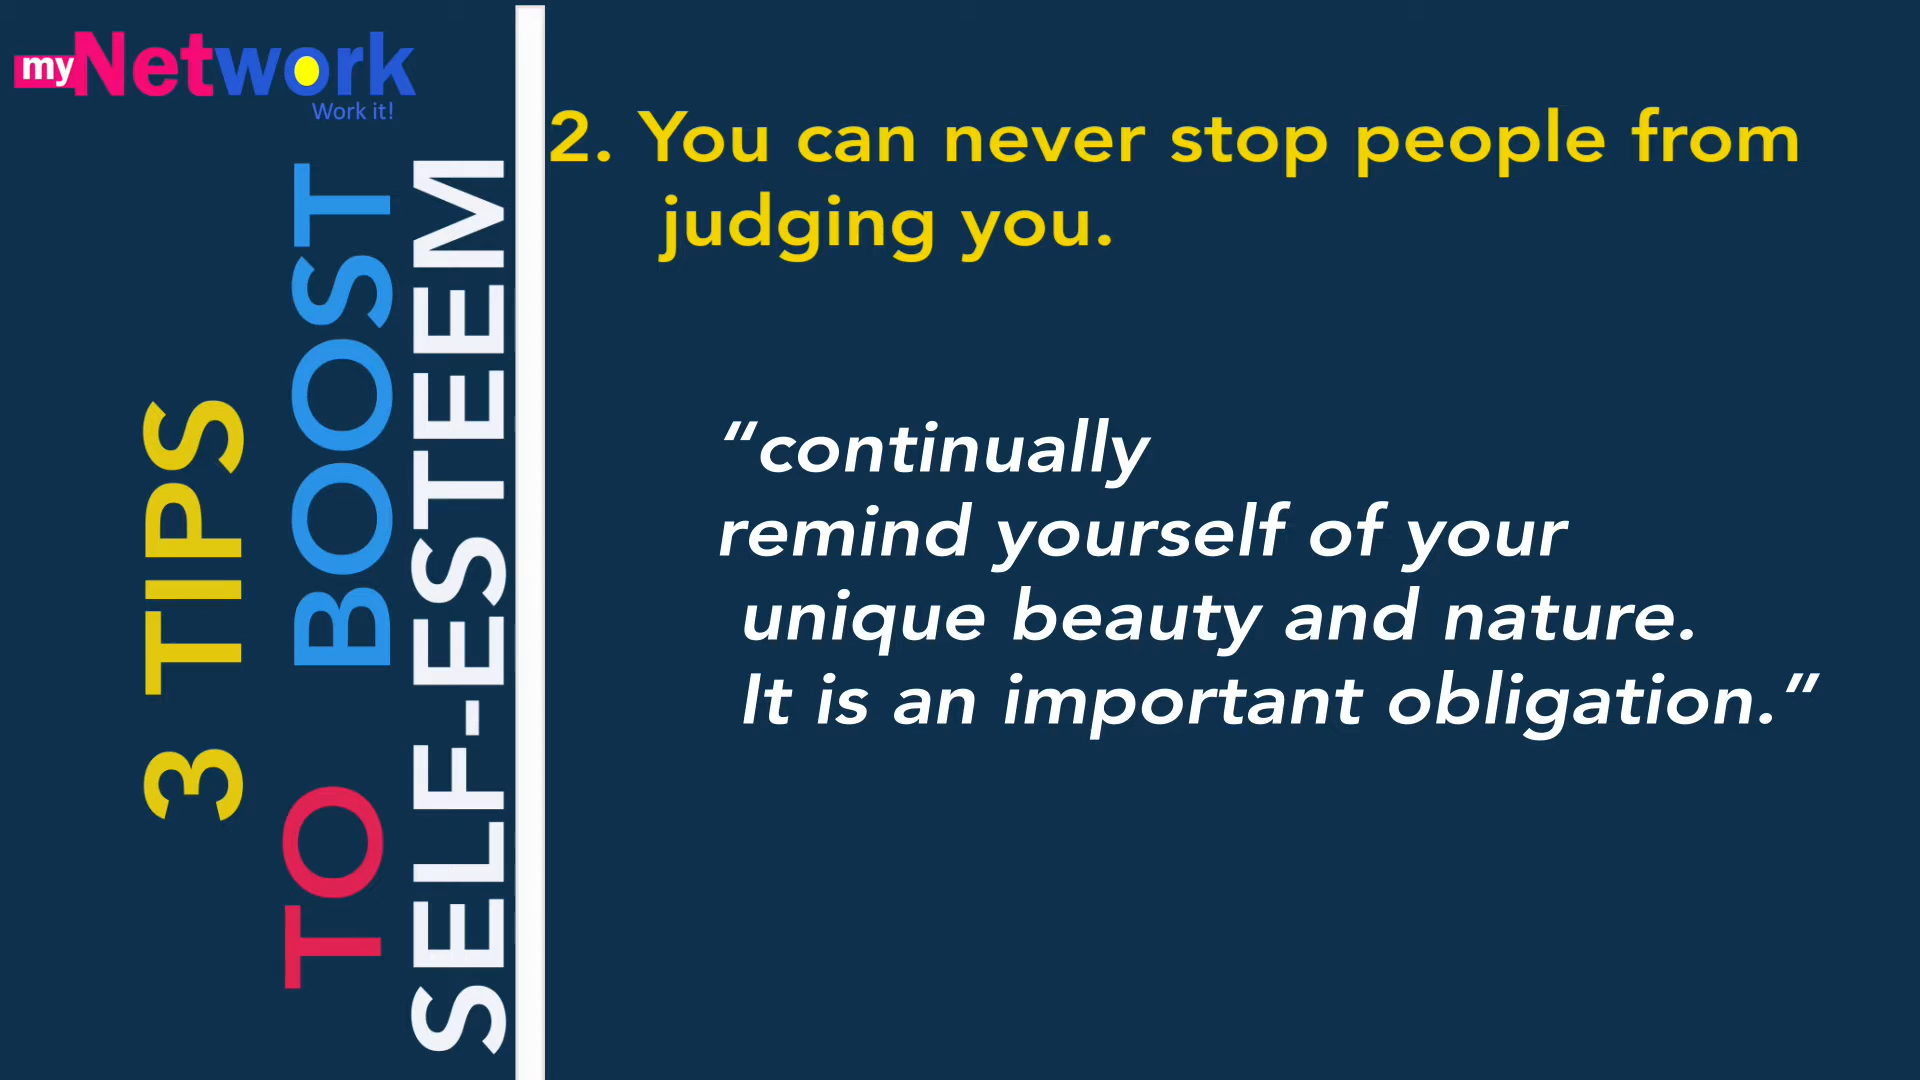 myNetwork
Work it!
3 TIPS
TO BOOST
SELF-ESTEEM
2. You can never stop people from
judging you.
“continually
remind yourself of your
unique beauty and nature.
It is an important obligation.”